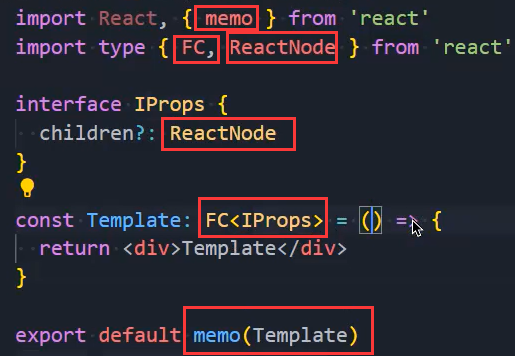 import React, { memo } from 'react'
import type { FC, ReactNode } from 'react'
interface IProps {
children?: ReactNode
}
const Template: FC<IProps> = () => {
return <div>Template</div>
}
export default memo(Template)